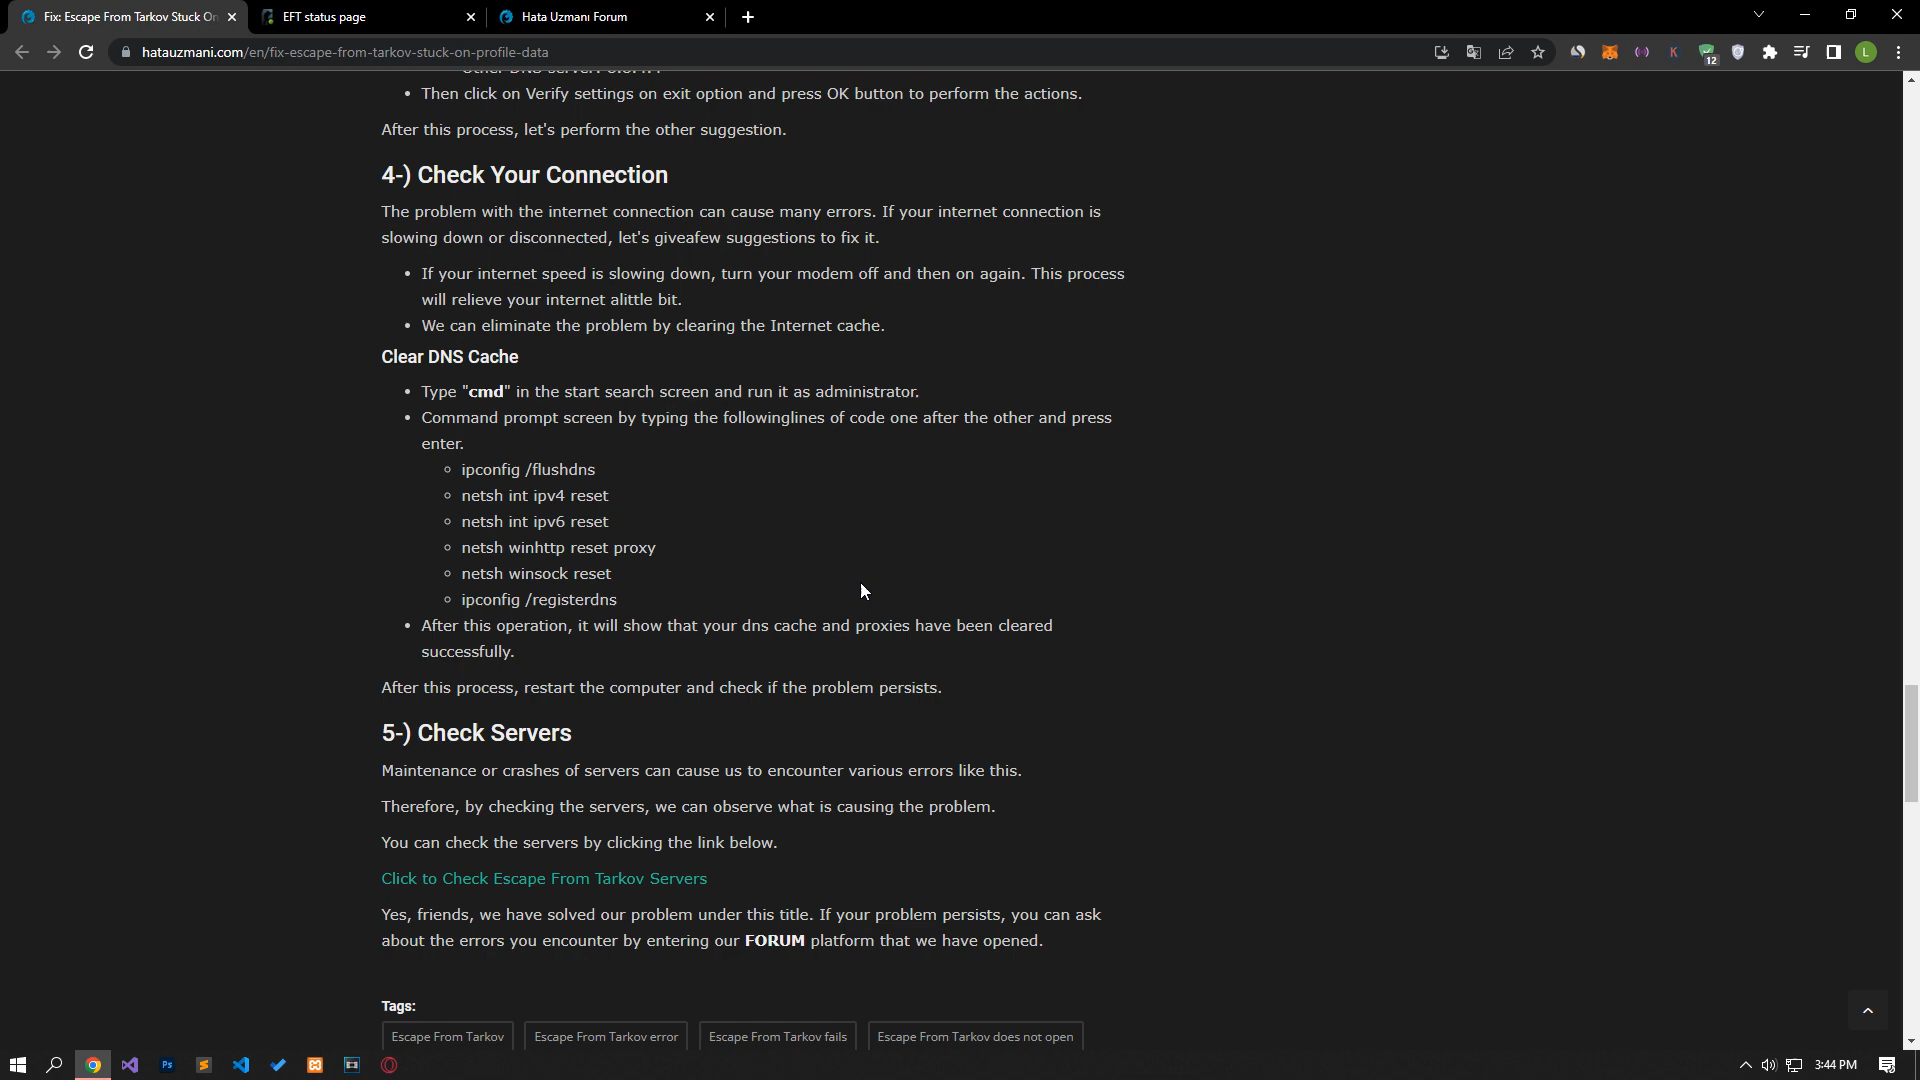 Fix: Escape From Tarkov Stuck On
EFT status page
Hata Uzmanı Forum
hatauzmani.com/en/fix-escape-from-tarkov-stuck-on-profile-data
12
L
Then click on Verify settings on exit option and press OK button to perform the actions.
After this process, let's perform the other suggestion.
4-) Check Your Connection
The problem with the internet connection can cause many errors. If your internet connection is
slowing down or disconnected, let's giveafew suggestions to fix it.
If your internet speed is slowing down, turn your modem off and then on again. This process
will relieve your internet alittle bit.
We can eliminate the problem by clearing the Internet cache.
Clear DNS Cache
Type "cmd" in the start search screen and run it as administrator.
Command prompt screen by typing the followinglines of code one after the other and press
enter.
ipconfig /flushdns
netsh int ipv4 reset
netsh int ipv6 reset
netsh winhttp reset proxy
netsh winsock reset
ipconfig /registerdns
After this operation, it will show that your dns cache and proxies have been cleared
successfully.
After this process, restart the computer and check if the problem persists.
5-) Check Servers
Maintenance or crashes of servers can cause us to encounter various errors like this.
Therefore, by checking the servers, we can observe what is causing the problem.
You can check the servers by clicking the link below.
Click to Check Escape From Tarkov Servers
Yes, friends, we have solved our problem under this title. If your problem persists, you can ask
about the errors you encounter by entering our FORUM platform that we have opened.
Tags:
Escape From Tarkov
Escape From Tarkov error
Escape From Tarkov fails
Escape From Tarkov does not open
Ps
3:44 PM